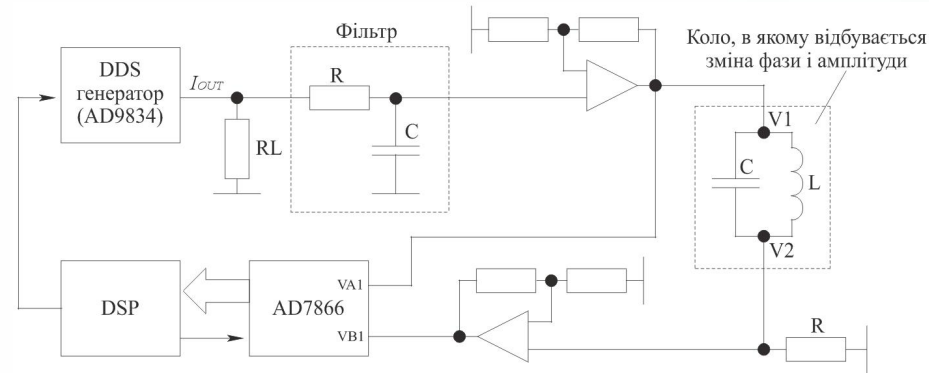 Фільтр
Коло, в якому відбувається
зміна фази і амплітуди
DDS
генератор
(AD9834)
IOUT
R
C
RL
V1
C
L
V2
DSP
AD7866
VA1
VB1
R